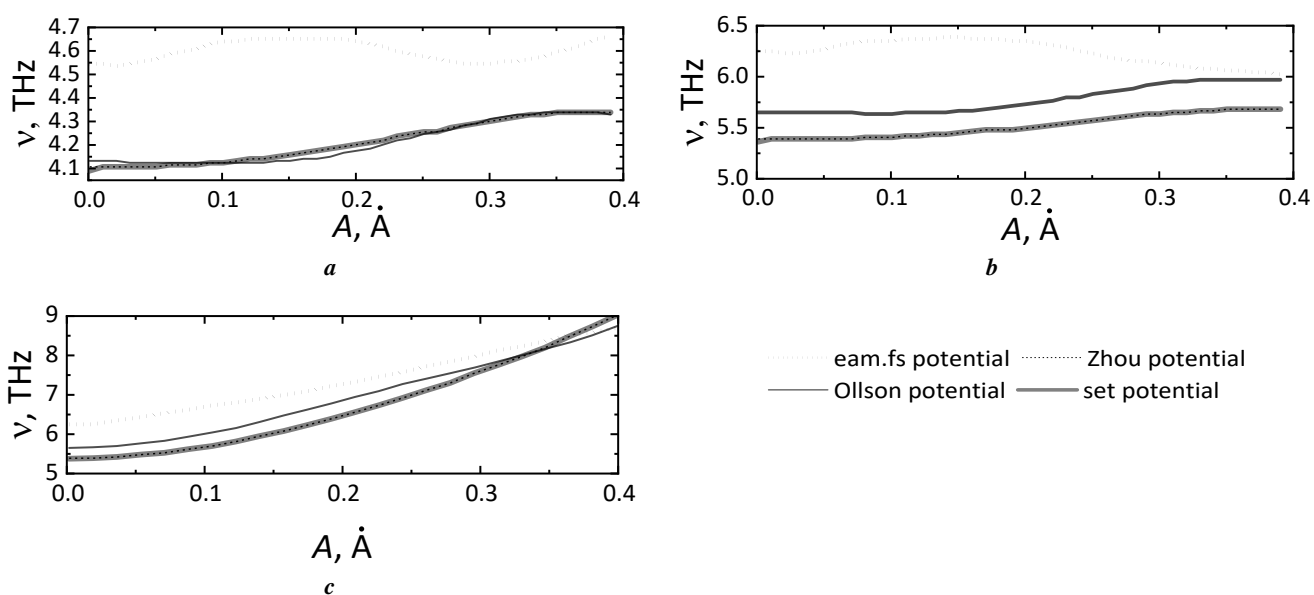 4.7
4.6
4.5
4.4
4.3
4.2
4.1
ν, THz
0.0 0.1 0.2 0.3 0.4
A, Ȧ
a
6.5
6.0
5.5
5.0
ν, THz
0.0 0.1 0.2 0.3 0.4
A, Ȧ
b
9
8
7
6
5
ν, THz
0.0 0.1 0.2 0.3 0.4
A, Ȧ
c
eam.fs potential Zhou potential
Ollson potential set potential